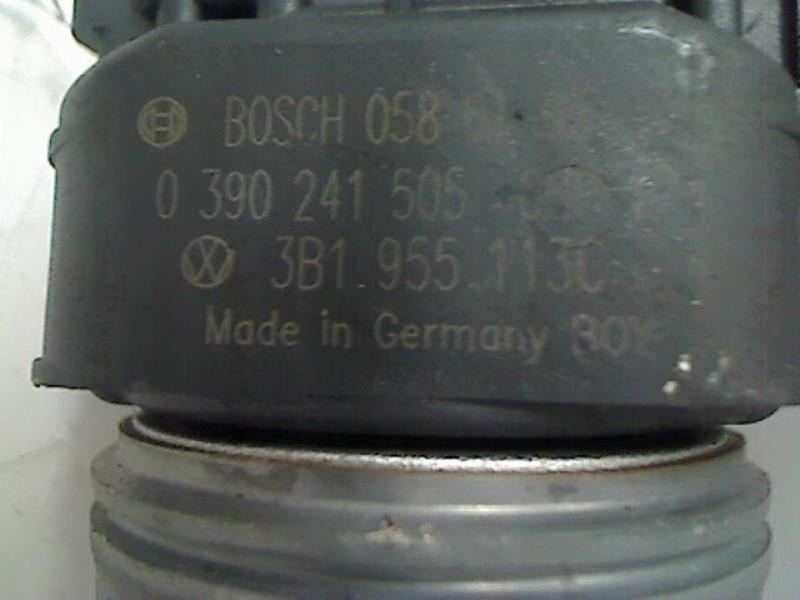 BOSCH 058
0 390 241 505
3B1.955.113C
Made in Germany